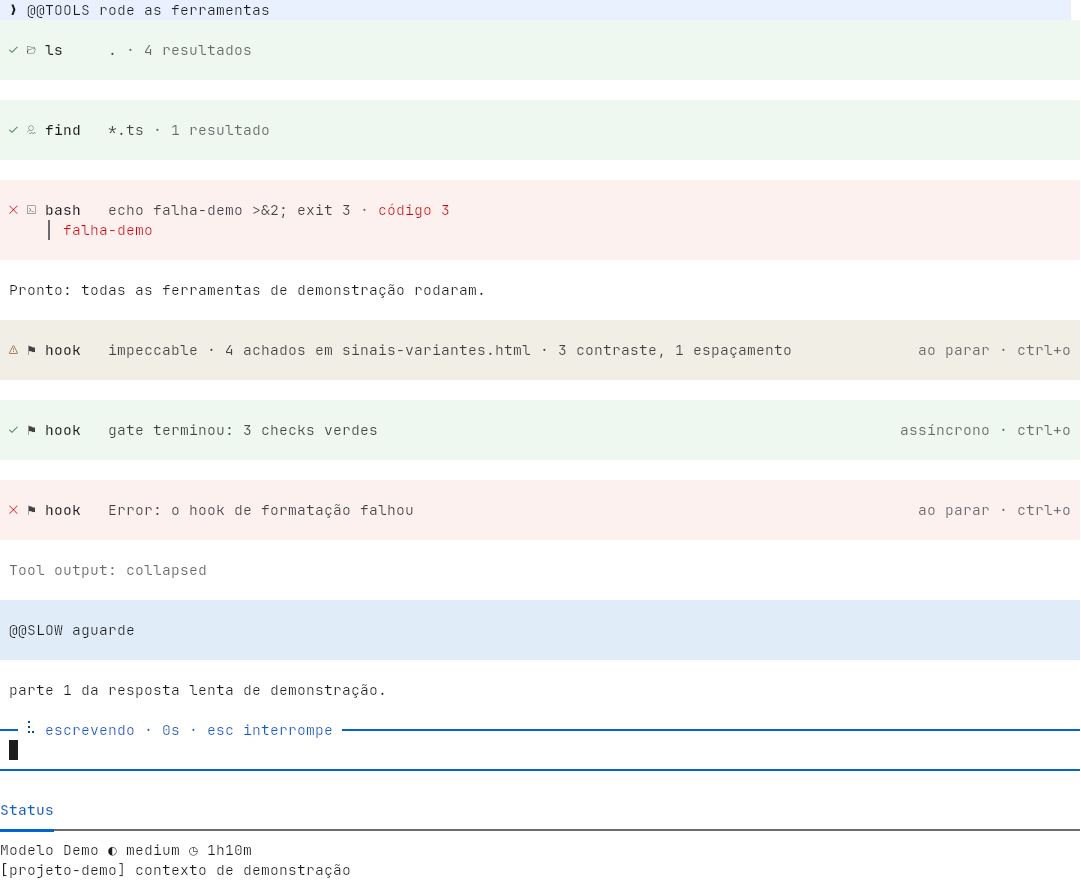 ❯ @@TOOLS rode as ferramentas
✓ ls . · 4 resultados
✓ find *.ts · 1 resultado
✕ bash echo falha-demo >&2; exit 3 · código 3
falha-demo
Pronto: todas as ferramentas de demonstração rodaram.
⚠ ⚑ hook impeccable · 4 achados em sinais-variantes.html · 3 contraste, 1 espaçamento ao parar · ctrl+o
✓ ⚑ hook gate terminou: 3 checks verdes assíncrono · ctrl+o
✕ ⚑ hook Error: o hook de formatação falhou ao parar · ctrl+o
Tool output: collapsed
@@SLOW aguarde
parte 1 da resposta lenta de demonstração.
escrevendo · 0s · esc interrompe
Status
Modelo Demo ◐ medium ◷ 1h10m
[projeto-demo] contexto de demonstração